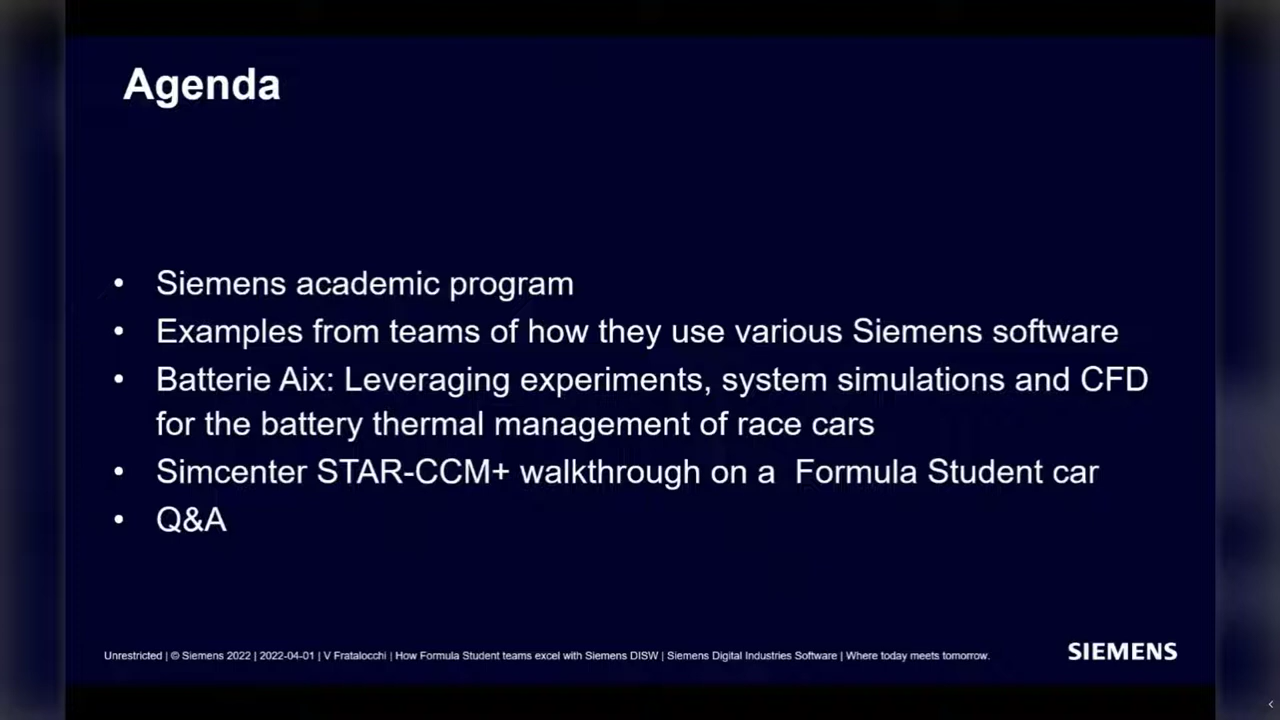 Agenda
• Siemens academic program
• Examples from teams of how they use various Siemens software
• Batterie Aix: Leveraging experiments, system simulations and CFD
for the battery thermal management of race cars
• Simcenter STAR-CCM+ walkthrough on a  Formula Student car
• Q&A
Unrestricted | © Siemens 2022 | 2022-04-01 | V Fratalocchi | How Formula Student teams excel with Siemens DISW | Siemens Digital Industries Software | Where today meets tomorrow.
SIEMENS